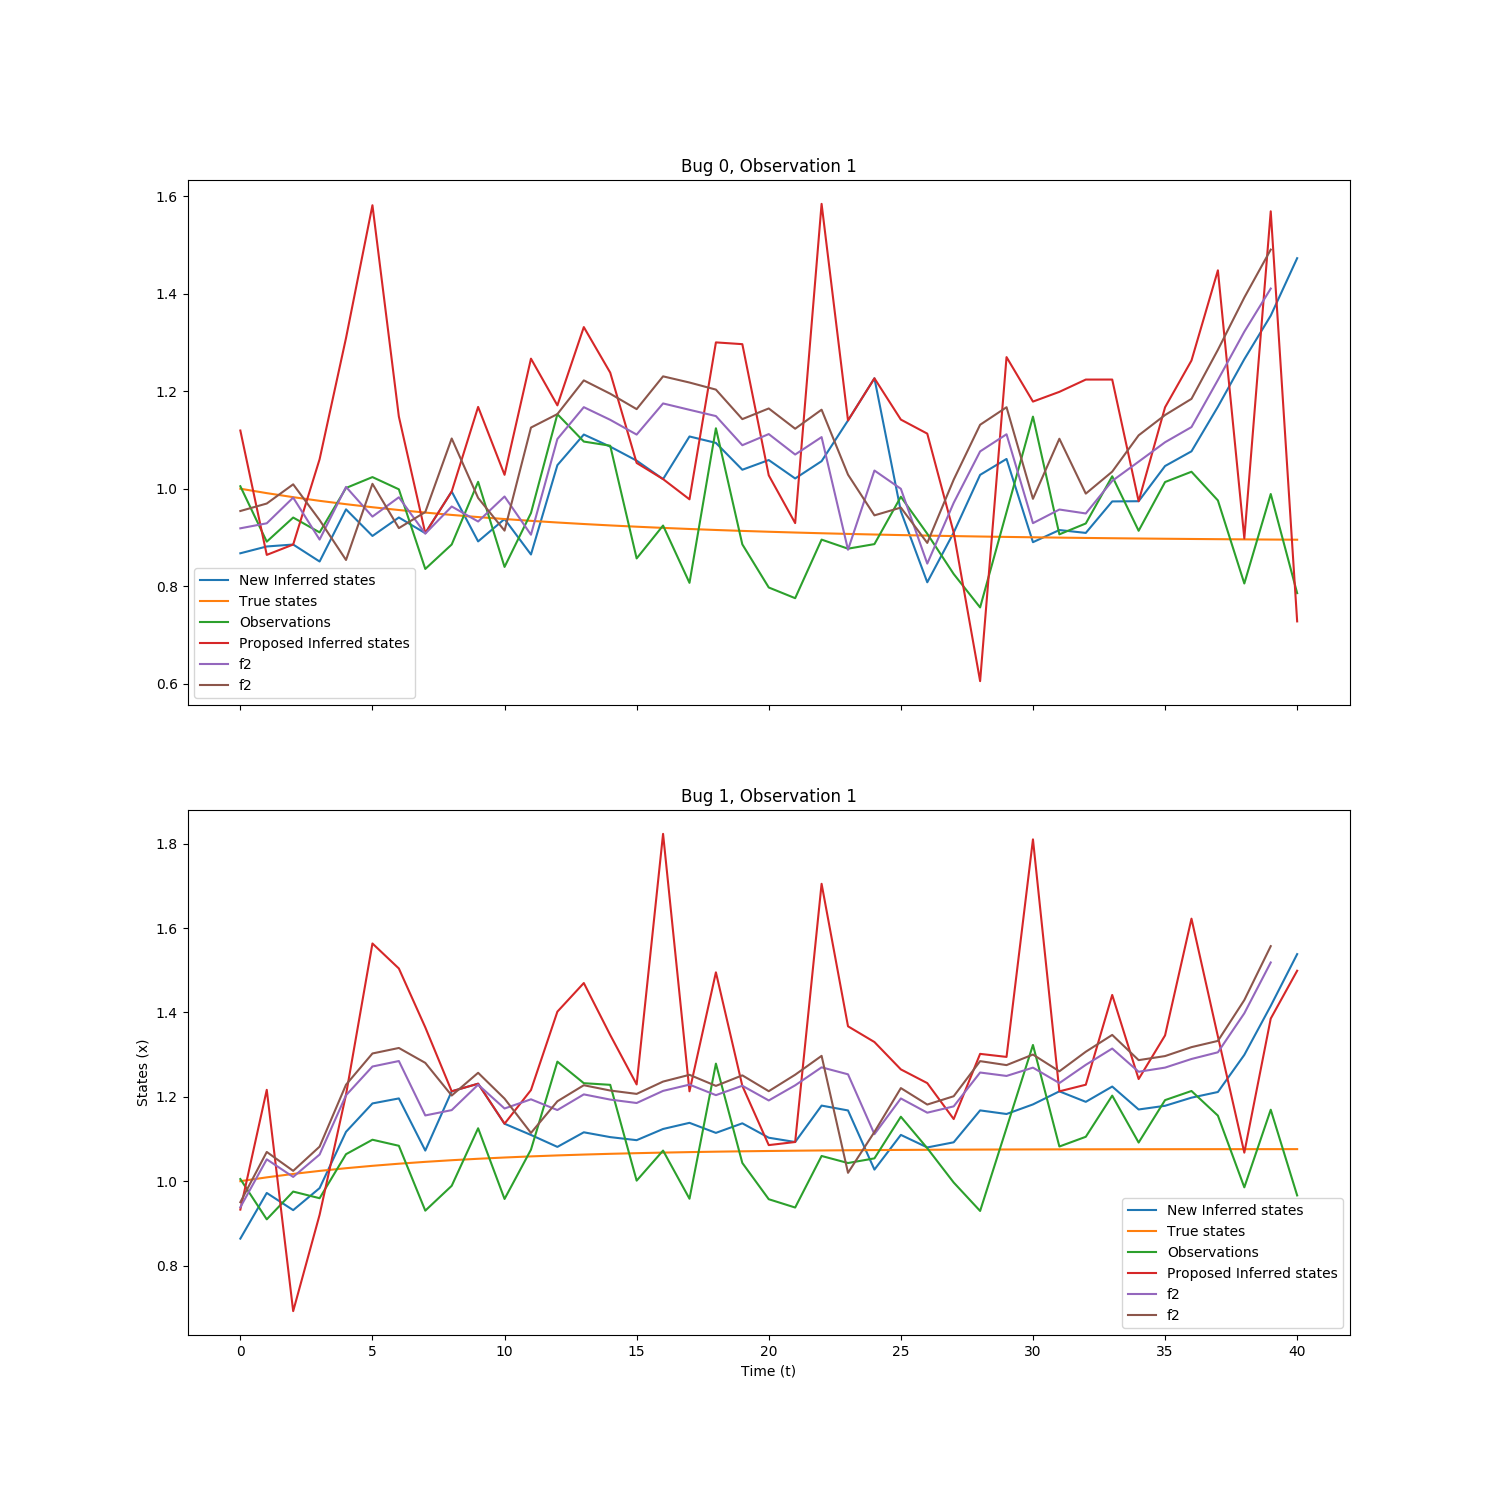 Bug 0, Observation 1
1.6
1.4
1.2
1.0
0.8
0.6
New Inferred states
True states
Observations
Proposed Inferred states
f2
f2
Bug 1, Observation 1
States (x)
1.8
1.6
1.4
1.2
1.0
0.8
New Inferred states
True states
Observations
Proposed Inferred states
f2
f2
0 5 10 15 20 25 30 35 40
Time (t)